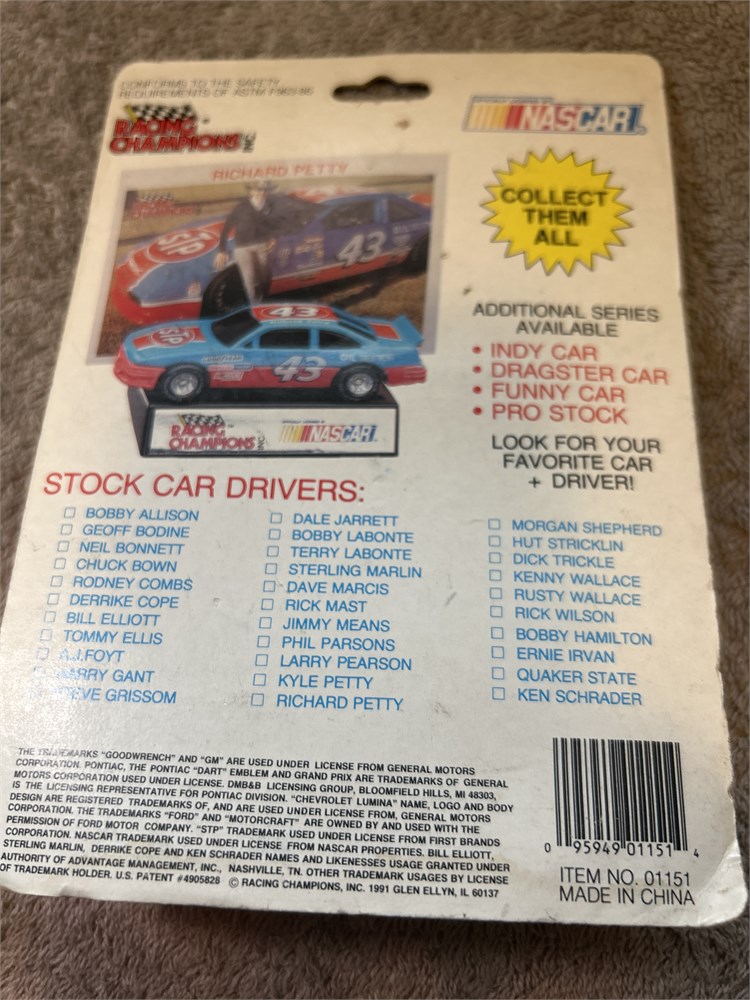 CONFORMS TO THE SAFETY
REQUIREMENTS OF ASTM F963-86
RACING
CHAMPIONS INC
NASCAR
RICHARD PETTY
STP
43
COLLECT
THEM
ALL
43
STP
43
RACING
CHAMPIONS INC
NASCAR
ADDITIONAL SERIES
AVAILABLE
• INDY CAR
• DRAGSTER CAR
• FUNNY CAR
• PRO STOCK
LOOK FOR YOUR
FAVORITE CAR
+ DRIVER!
STOCK CAR DRIVERS:
BOBBY ALLISON
GEOFF BODINE
NEIL BONNETT
CHUCK BOWN
RODNEY COMBS
DERRIKE COPE
BILL ELLIOTT
TOMMY ELLIS
A.J.FOYT
GANT
GRISSOM
DALE JARRETT
BOBBY LABONTE
TERRY LABONTE
STERLING MARLIN
DAVE MARCIS
RICK MAST
JIMMY MEANS
PHIL PARSONS
LARRY PEARSON
KYLE PETTY
RICHARD PETTY
MORGAN SHEPHERD
HUT STRICKLIN
DICK TRICKLE
KENNY WALLACE
RUSTY WALLACE
RICK WILSON
BOBBY HAMILTON
ERNIE IRVAN
QUAKER STATE
KEN SCHRADER
THE TRADEMARKS "GOODWRENCH" AND "GM" ARE USED UNDER LICENSE FROM GENERAL MOTORS
CORPORATION. PONTIAC, THE PONTIAC "DART" EMBLEM AND GRAND PRIX ARE TRADEMARKS OF GENERAL
MOTORS CORPORATION USED UNDER LICENSE. DMB&B LICENSING GROUP, BLOOMFIELD HILLS, MI 48303,
IS THE LICENSING REPRESENTATIVE FOR PONTIAC DIVISION. "CHEVROLET LUMINA" NAME, LOGO AND BODY
DESIGN ARE REGISTERED TRADEMARKS OF, AND ARE USED UNDER LICENSE FROM, GENERAL MOTORS
CORPORATION. THE TRADEMARKS "FORD" AND "MOTORCRAFT" ARE OWNED BY AND USED WITH THE
PERMISSION OF FORD MOTOR COMPANY. "STP" TRADEMARK USED UNDER LICENSE FROM FIRST BRANDS
CORPORATION. NASCAR TRADEMARK USED UNDER LICENSE FROM NASCAR PROPERTIES. BILL ELLIOTT,
STERLING MARLIN, DERRIKE COPE AND KEN SCHRADER NAMES AND LIKENESSES USAGE GRANTED UNDER
AUTHORITY OF ADVANTAGE MANAGEMENT, INC., NASHVILLE, TN. OTHER TRADEMARK USAGES BY LICENSE
OF TRADEMARK HOLDER. U.S. PATENT #4905828 © RACING CHAMPIONS, INC. 1991 GLEN ELLYN, IL 60137
0 95949 01151 4
ITEM NO. 01151
MADE IN CHINA